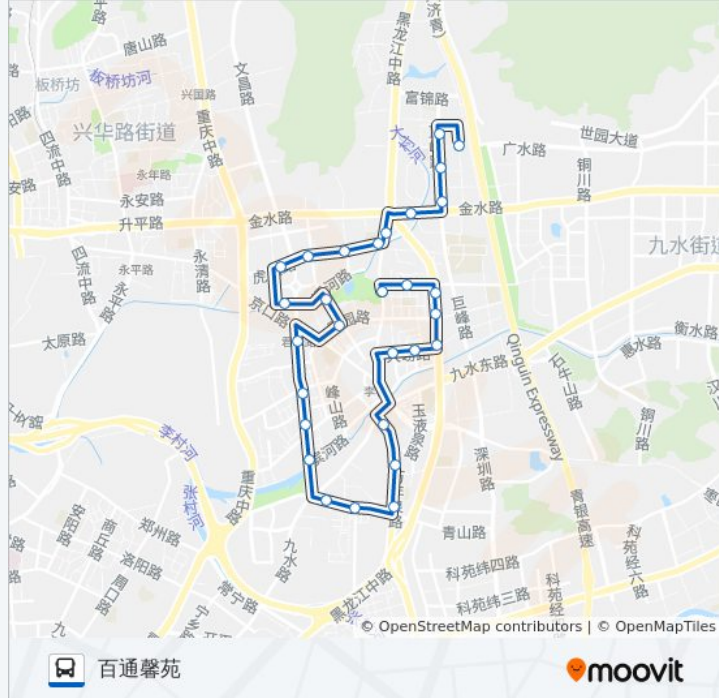 唐山路
黑龙江中路
(济青)
文昌路
板桥坊
板桥坊河
兴国路
富锦路
兴华路街道
重庆中路
大村河
世园大道
广水路
四流中路
铜川路
永年路
永安路
升平路
金水路
金水路
九水街道
四流中路
永平路
永平路
永清路
虎
河路
京口路
巨峰路
太原路
衡水路
惠水路
九水东路
Qinguin Expressway
石牛山路
峰山路
李
玉液泉路
铜川路
李村河
滨河路
深圳路
张村河
重庆中路
安阳路
商丘路
郑州路
青银高速
九水路
青山路
科苑经六路
洛阳路
周口路
科苑纬四路
常宁路
黑龙江中路
科苑纬三路
科苑经
© OpenStreetMap contributors | © OpenMapTiles
百通馨苑
moovit